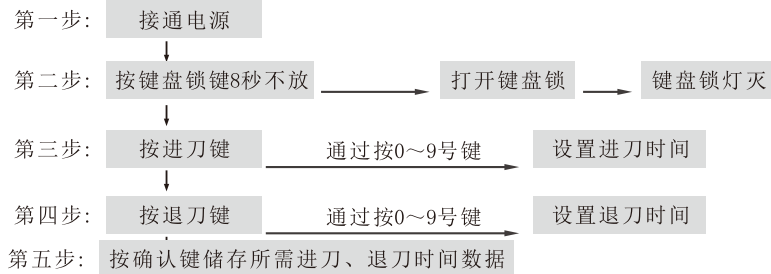 第一步: 接通电源
第二步: 按键盘锁键8秒不放 打开键盘锁 键盘锁灯灭
第三步: 按进刀键 通过按0～9号键 设置进刀时间
第四步: 按退刀键 通过按0～9号键 设置退刀时间
第五步: 按确认键储存所需进刀、退刀时间数据